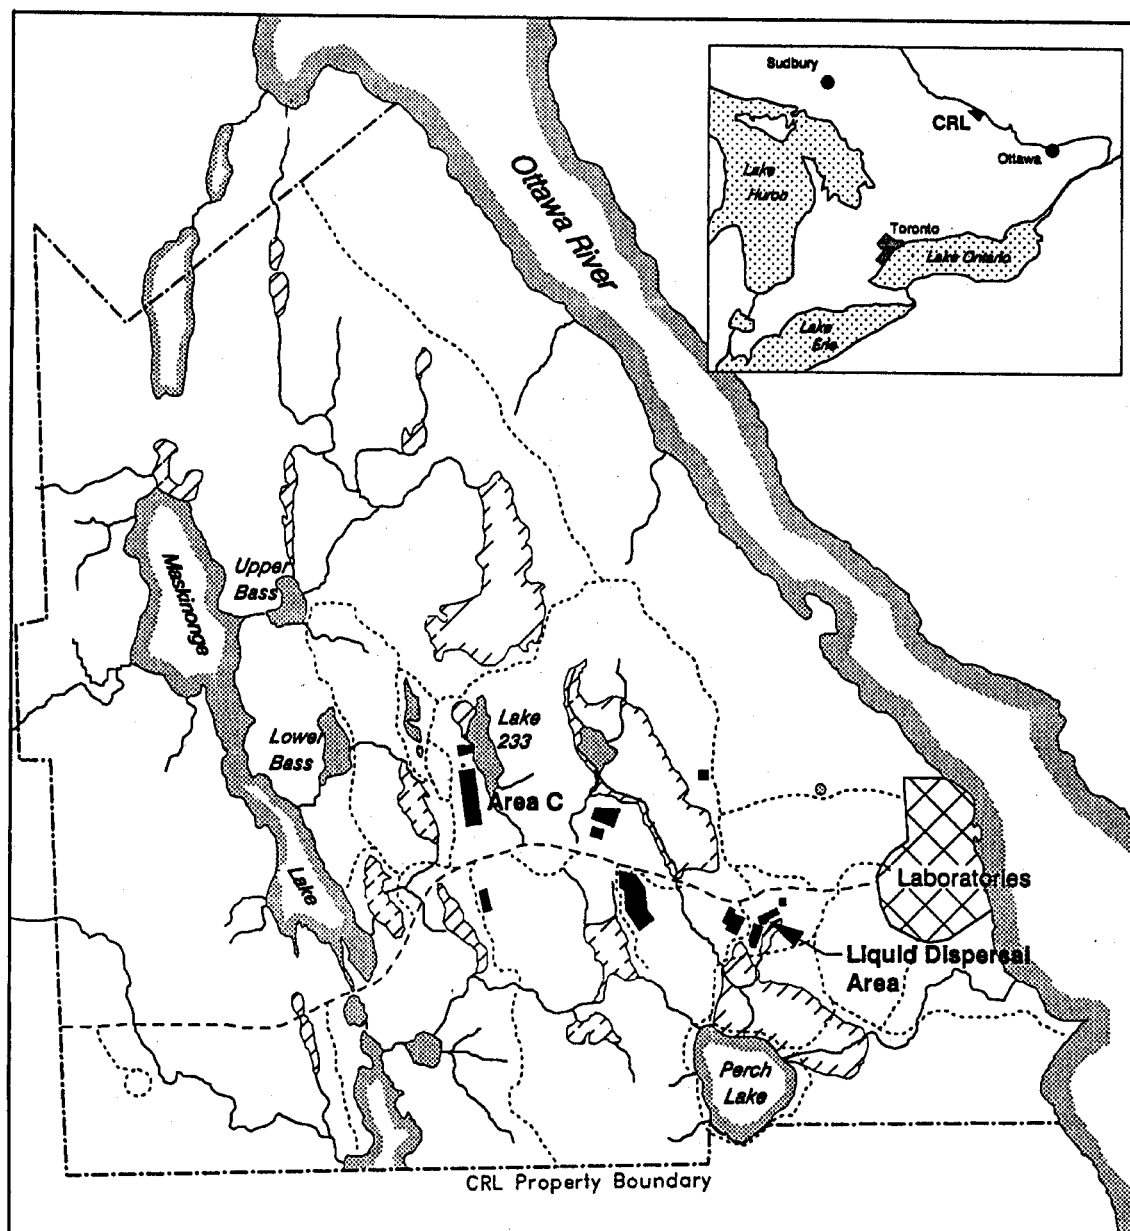 Sudbury
CRL
Ottawa
Lake
Huron
Toronto
Lake Ontario
Lake
Erie
Ottawa River
Maskinonge
Lake
Upper
Bass
Lower
Bass
Lake
233
Area C
Laboratories
Liquid Dispersal
Area
Perch
Lake
CRL Property Boundary